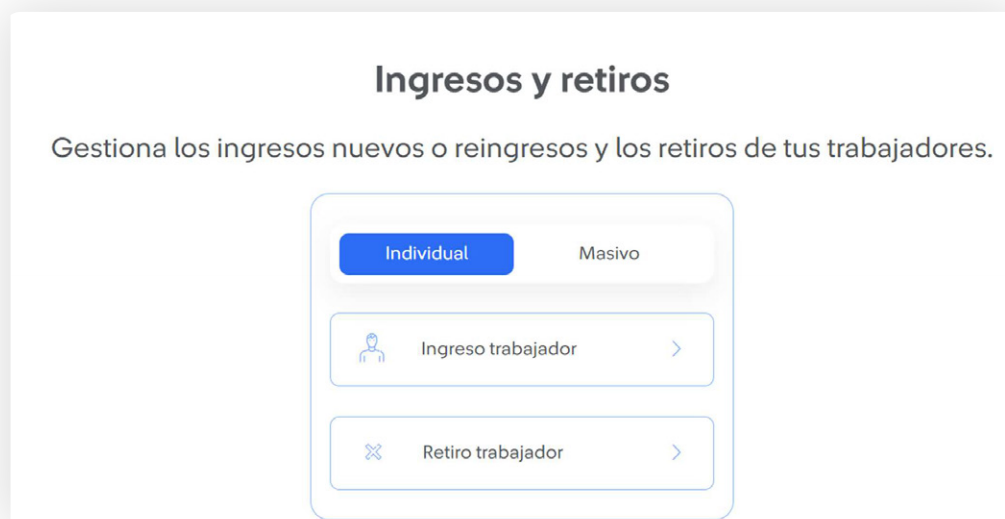 Ingresos y retiros
Gestiona los ingresos nuevos o reingresos y los retiros de tus trabajadores.
Individual Masivo
Ingreso trabajador
Retiro trabajador